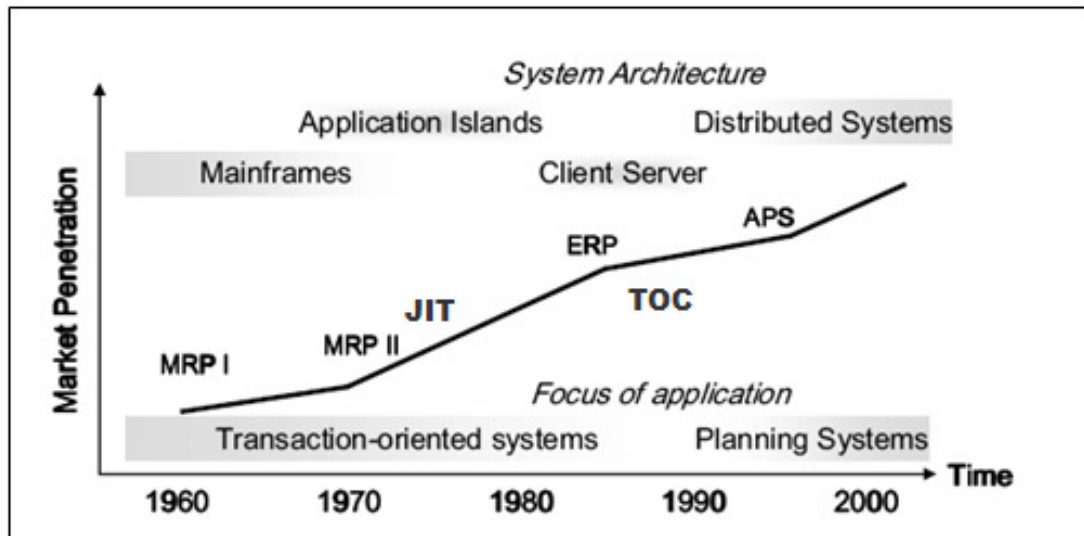 System Architecture
Application Islands Distributed Systems
Mainframes Client Server
APS
ERP
JIT TOC
MRP II
MRP I
Market Penetration
Focus of application
Transaction-oriented systems Planning Systems
Time
1960 1970 1980 1990 2000